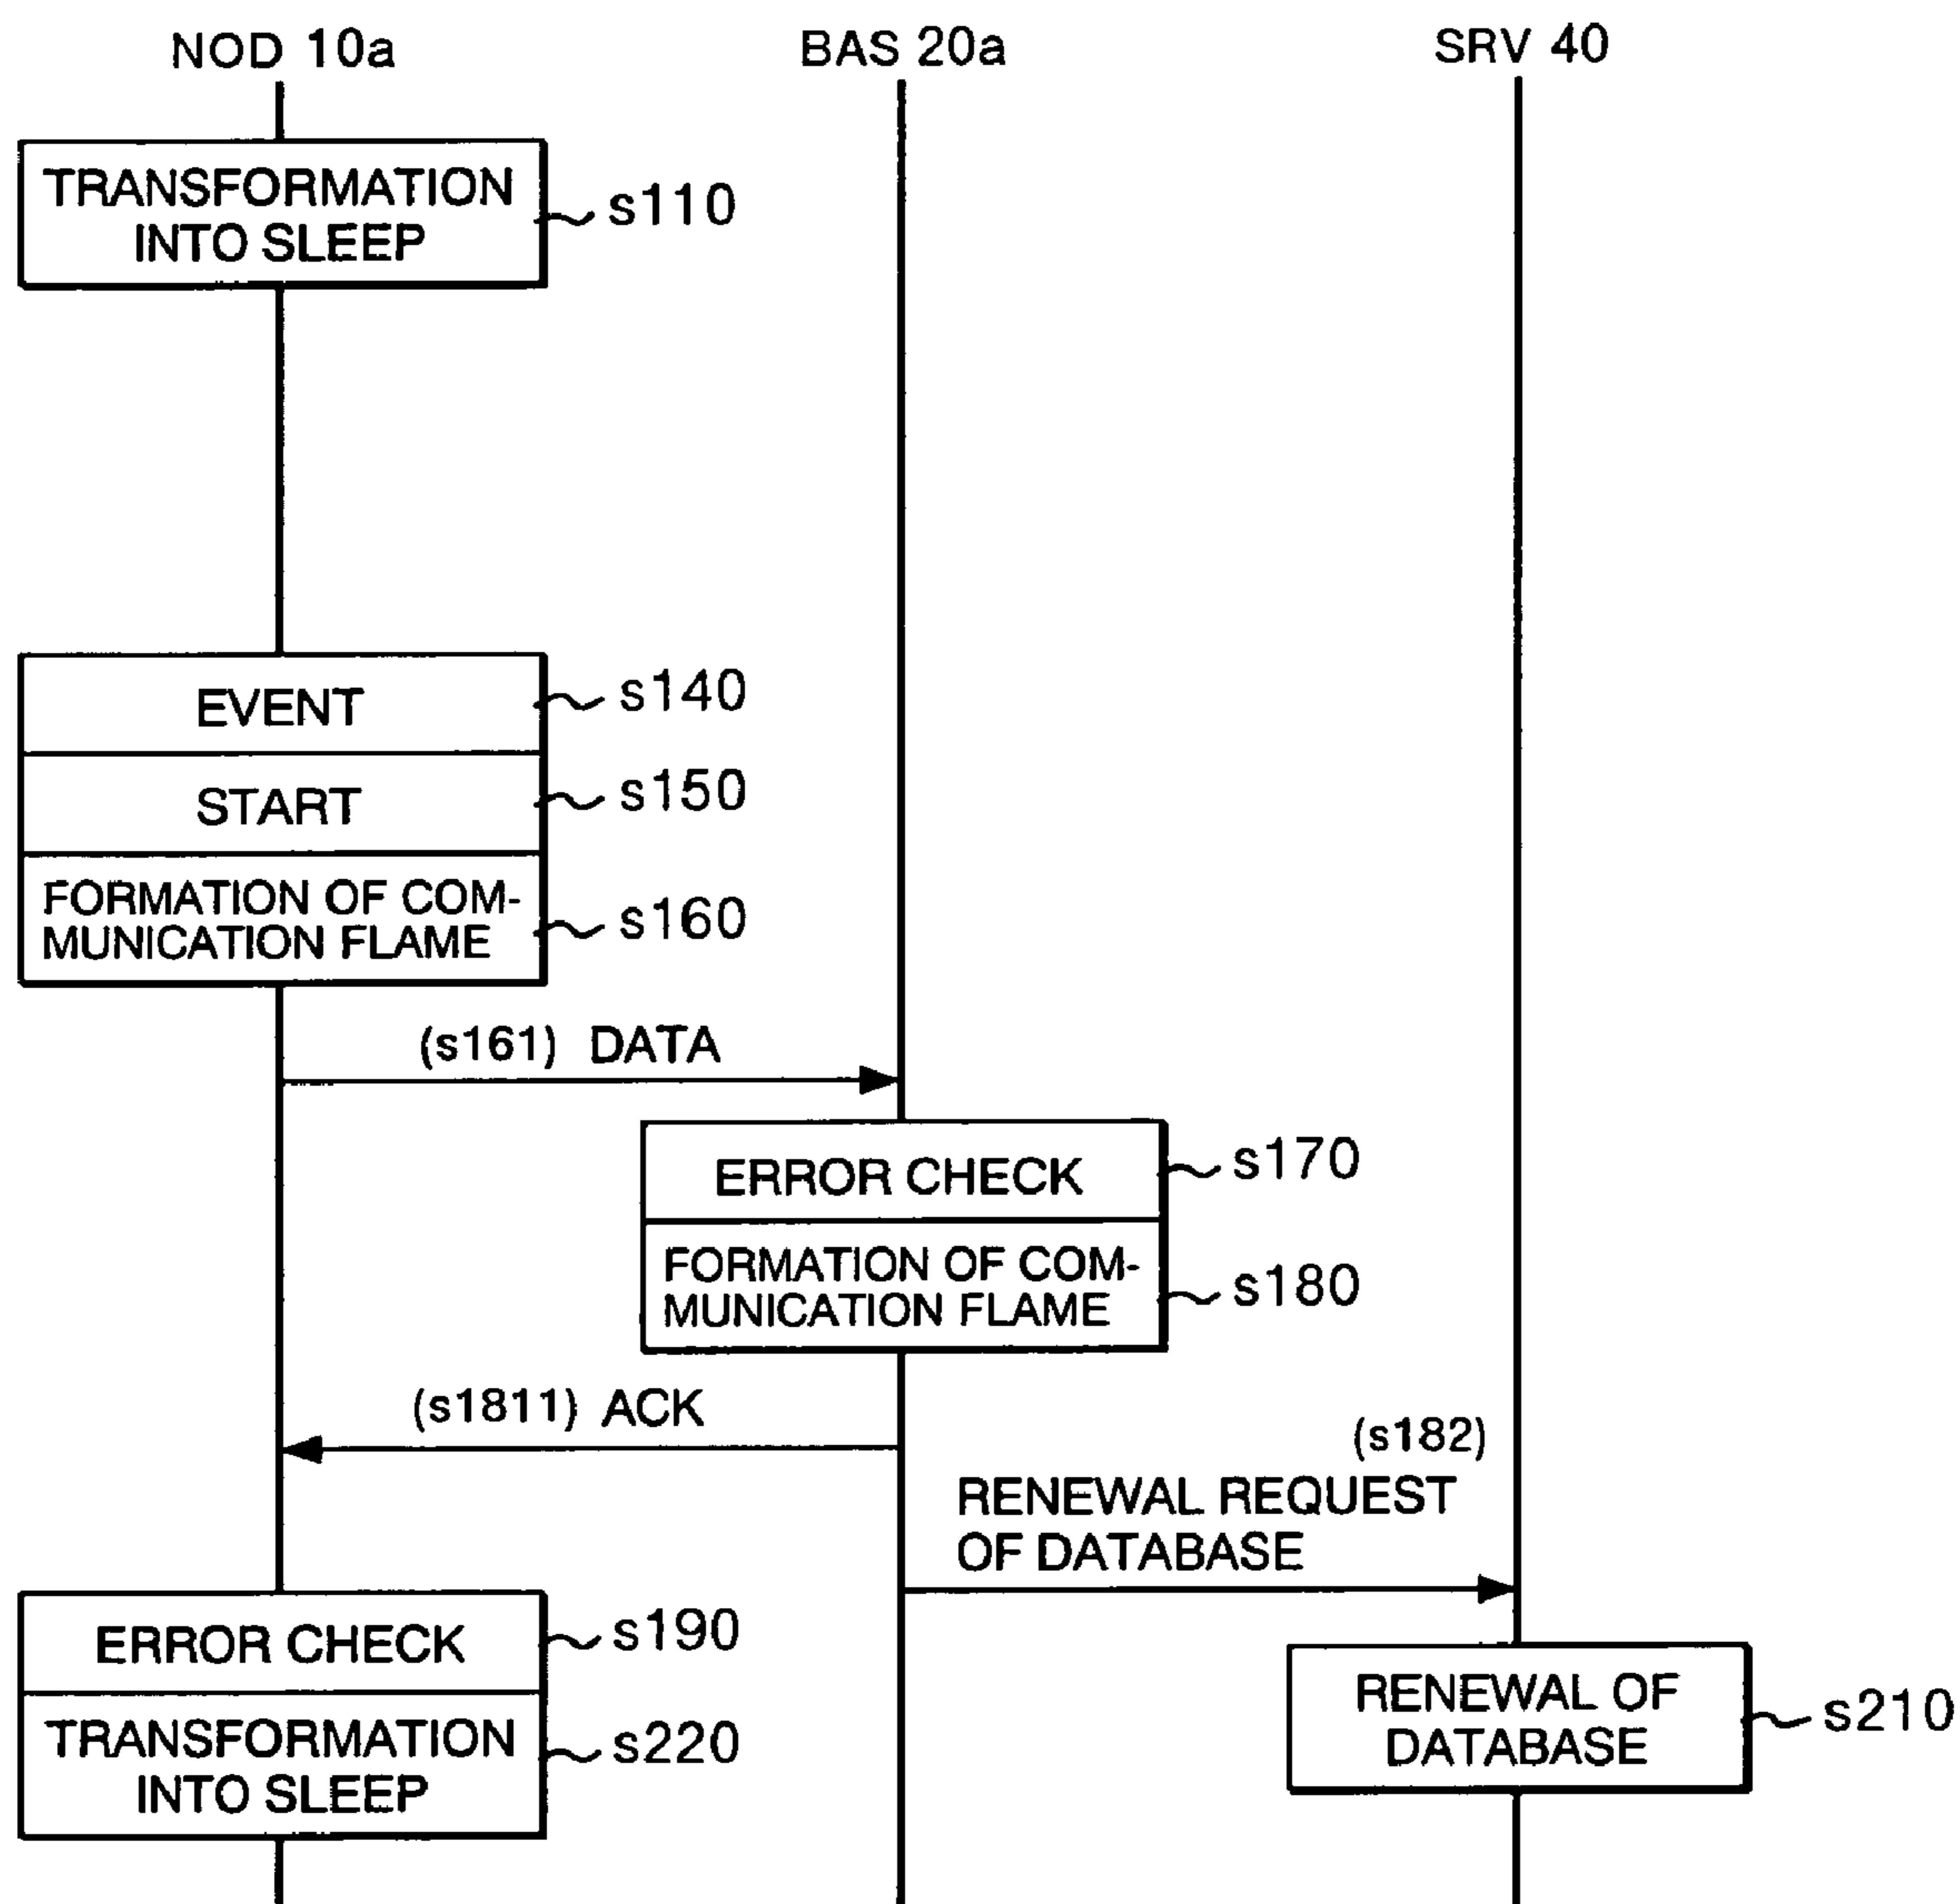 NOD 10a
BAS 20a
SRV 40
TRANSFORMATION
INTO SLEEP
s110
EVENT
s140
START
s150
FORMATION OF COM-
MUNICATION FLAME
s160
(s161) DATA
ERROR CHECK
s170
FORMATION OF COM-
MUNICATION FLAME
s180
(s1811) ACK
(s182)
RENEWAL REQUEST
OF DATABASE
ERROR CHECK
s190
TRANSFORMATION
INTO SLEEP
s220
RENEWAL OF
DATABASE
s210